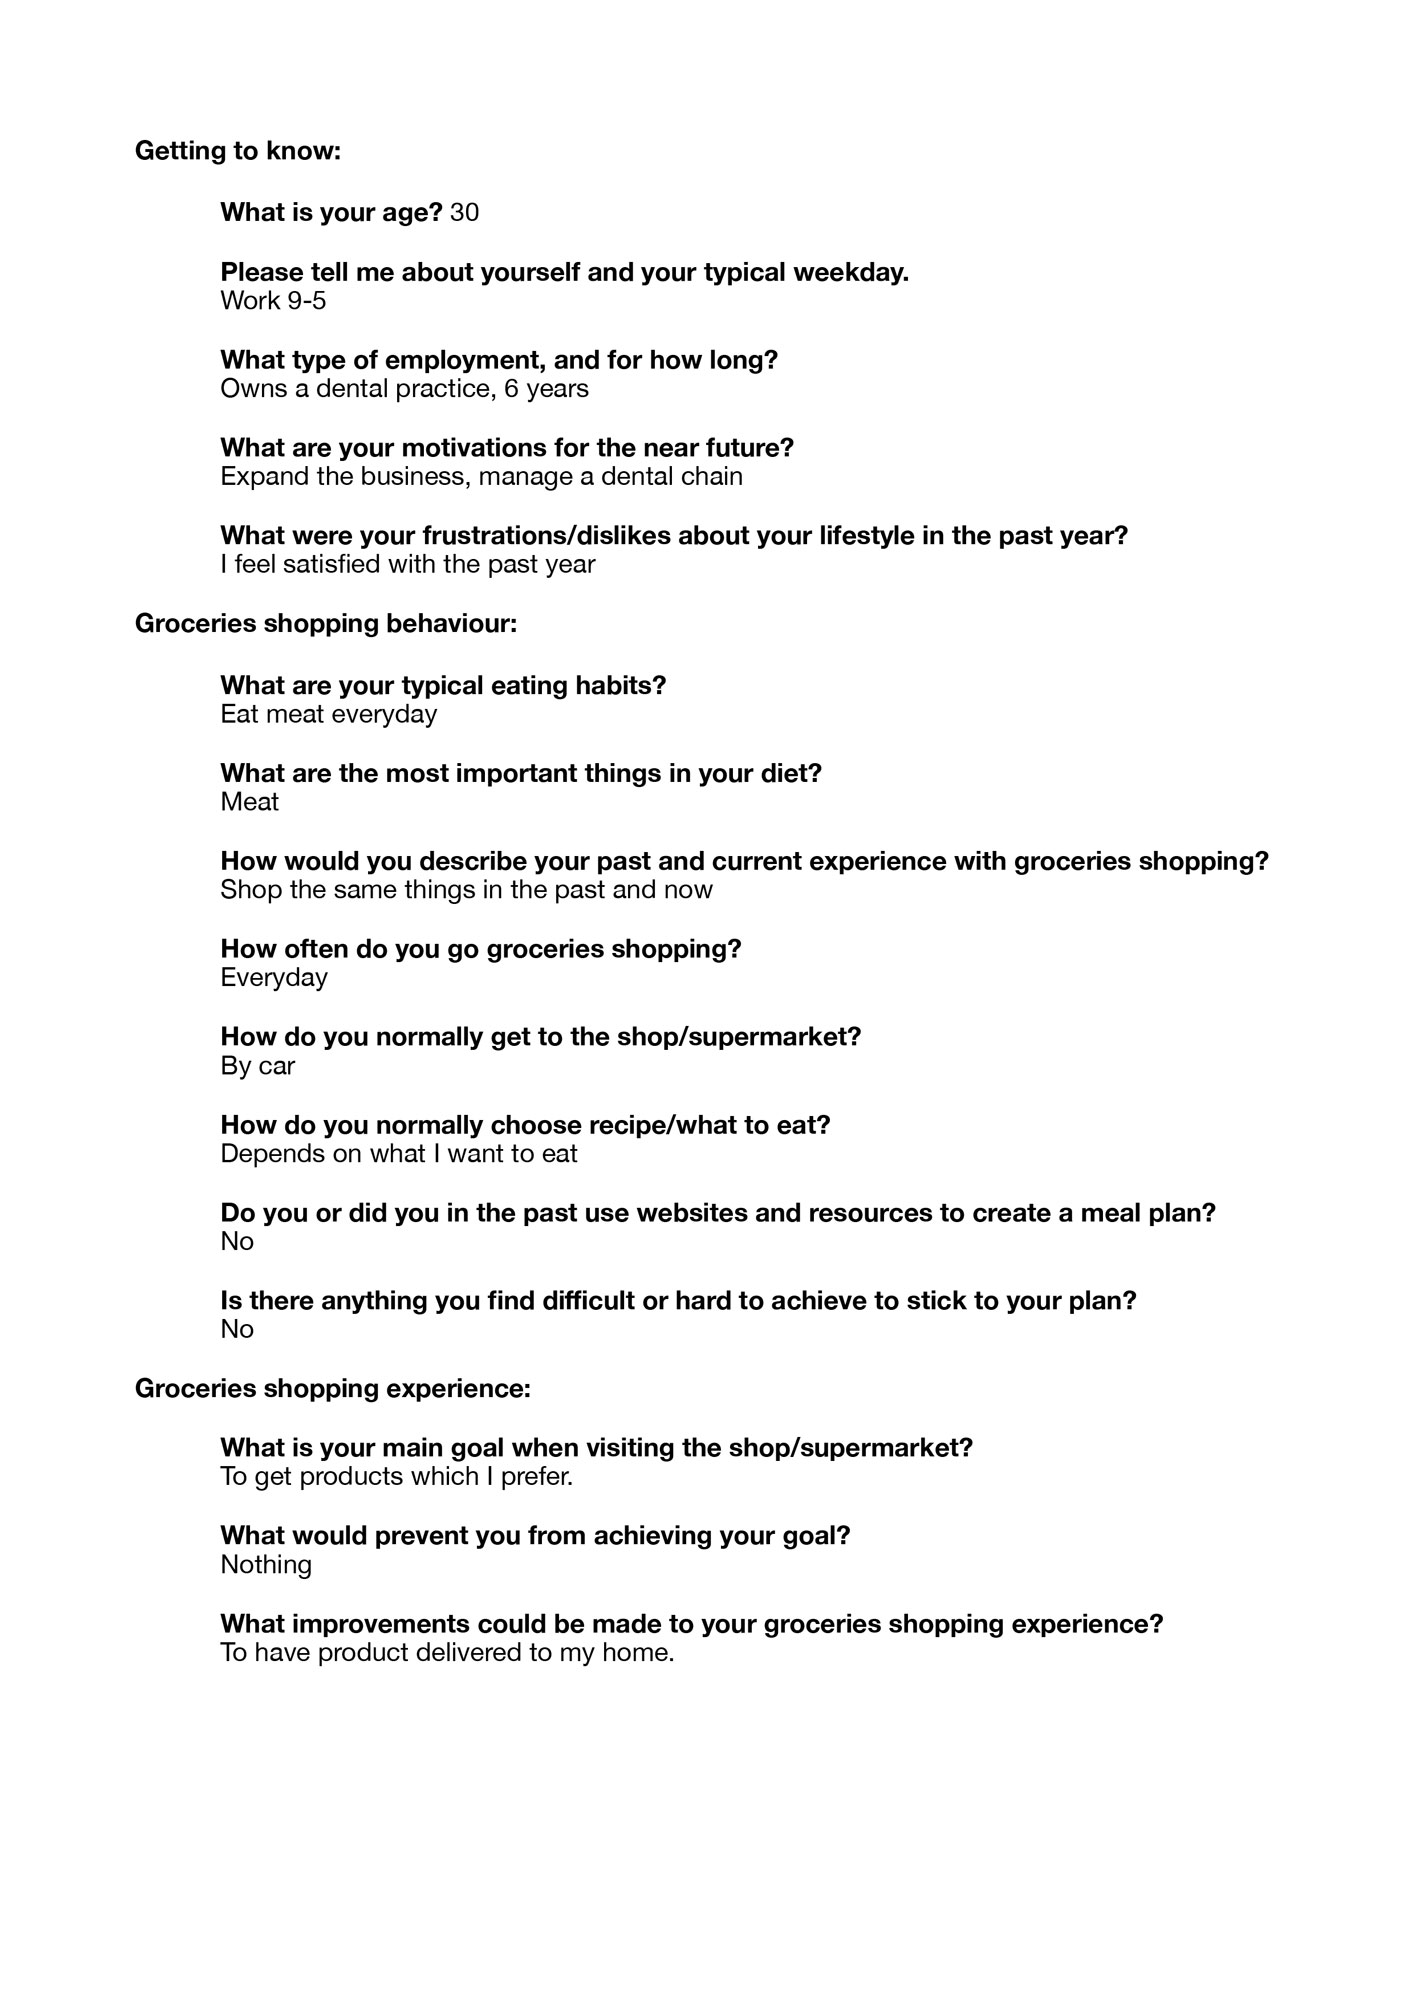 Getting to know:
What is your age? 30
Please tell me about yourself and your typical weekday.
Work 9-5
What type of employment, and for how long?
Owns a dental practice, 6 years
What are your motivations for the near future?
Expand the business, manage a dental chain
What were your frustrations/dislikes about your lifestyle in the past year?
I feel satisfied with the past year
Groceries shopping behaviour:
What are your typical eating habits?
Eat meat everyday
What are the most important things in your diet?
Meat
How would you describe your past and current experience with groceries shopping?
Shop the same things in the past and now
How often do you go groceries shopping?
Everyday
How do you normally get to the shop/supermarket?
By car
How do you normally choose recipe/what to eat?
Depends on what I want to eat
Do you or did you in the past use websites and resources to create a meal plan?
No
Is there anything you find difficult or hard to achieve to stick to your plan?
No
Groceries shopping experience:
What is your main goal when visiting the shop/supermarket?
To get products which I prefer.
What would prevent you from achieving your goal?
Nothing
What improvements could be made to your groceries shopping experience?
To have product delivered to my home.